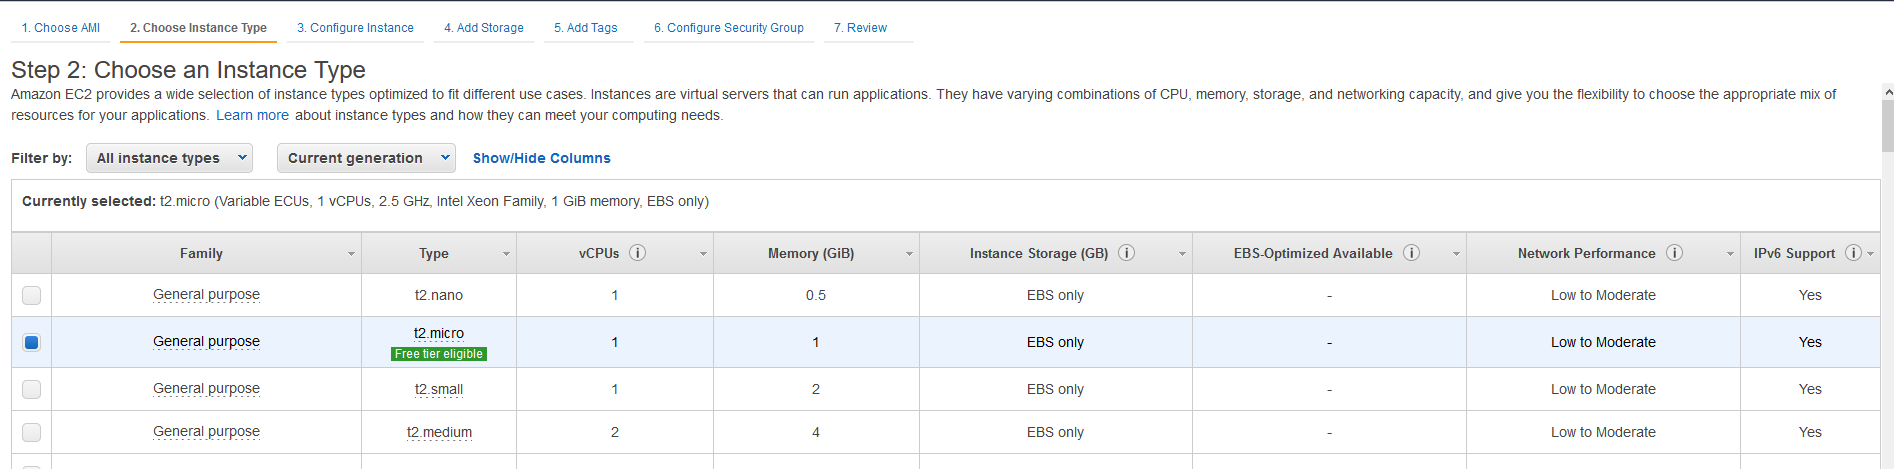 1. Choose AMI 2. Choose Instance Type 3. Configure Instance 4. Add Storage 5. Add Tags 6. Configure Security Group 7. Review
Step 2: Choose an Instance Type
Amazon EC2 provides a wide selection of instance types optimized to fit different use cases. Instances are virtual servers that can run applications. They have varying combinations of CPU, memory, storage, and networking capacity, and give you the flexibility to choose the appropriate mix of
resources for your applications. Learn more about instance types and how they can meet your computing needs.
Filter by: All instance types Current generation Show/Hide Columns
Currently selected: t2.micro (Variable ECUs, 1 vCPUs, 2.5 GHz, Intel Xeon Family, 1 GiB memory, EBS only)
Family Type vCPUs Memory (GiB) Instance Storage (GB) EBS-Optimized Available Network Performance IPv6 Support
General purpose t2.nano 1 0.5 EBS only - Low to Moderate Yes
General purpose t2.micro 1 1 EBS only - Low to Moderate Yes
Free tier eligible
General purpose t2.small 1 2 EBS only - Low to Moderate Yes
General purpose t2.medium 2 4 EBS only - Low to Moderate Yes